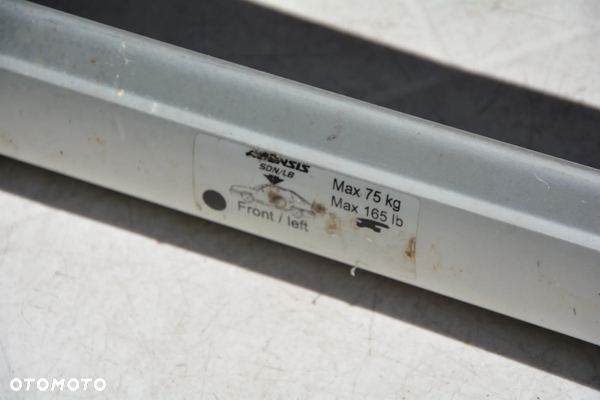 AVENSIS
SDN/LB
Max 75 kg
Max 165 lb
Front / left
OTOMOTO